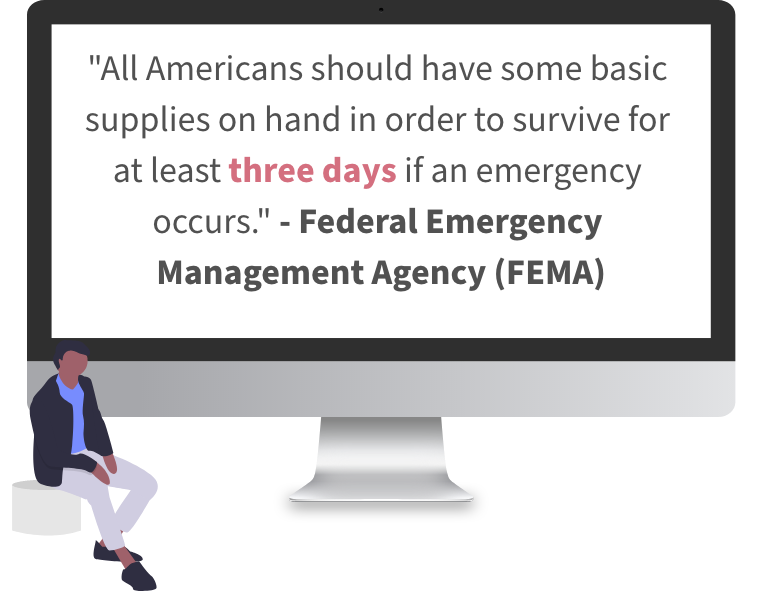 "All Americans should have some basic
supplies on hand in order to survive for
at least three days if an emergency
occurs." - Federal Emergency
Management Agency (FEMA)